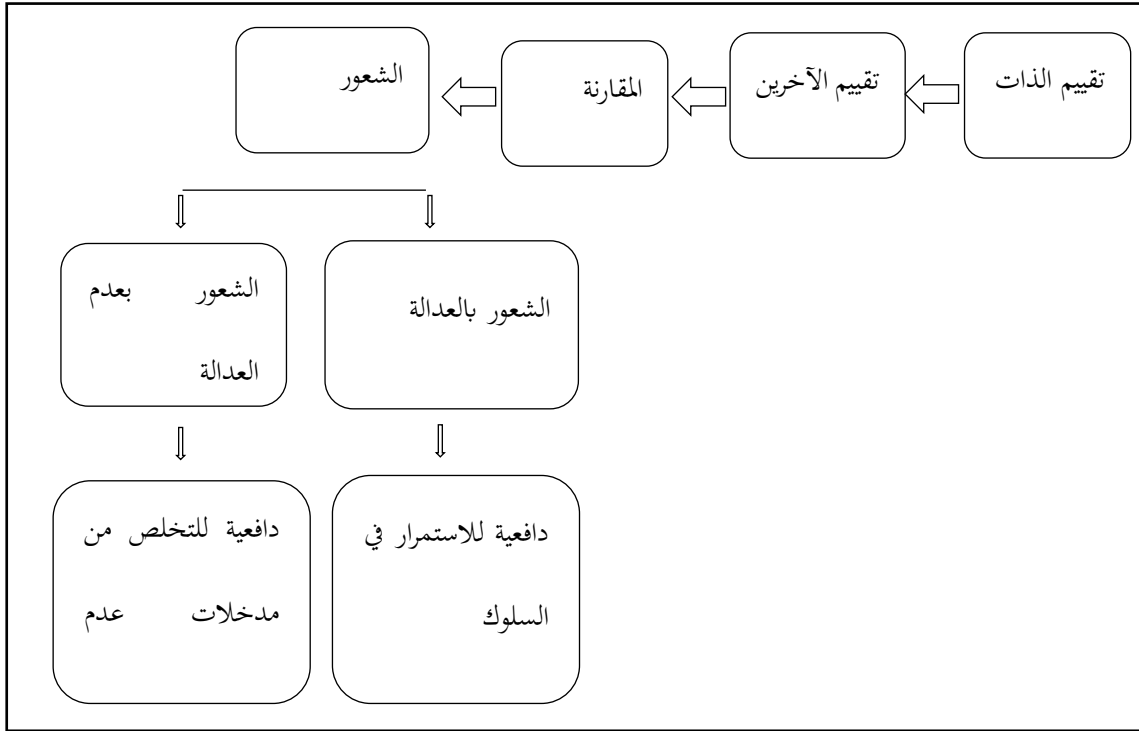 تقييم الذات
تقييم الآخرين
المقارنة
الشعور
الشعور بالعدالة
الشعور بعدم
العدالة
دافعية للاستمرار في
السلوك
دافعية للتخلص من
مدخلات عدم